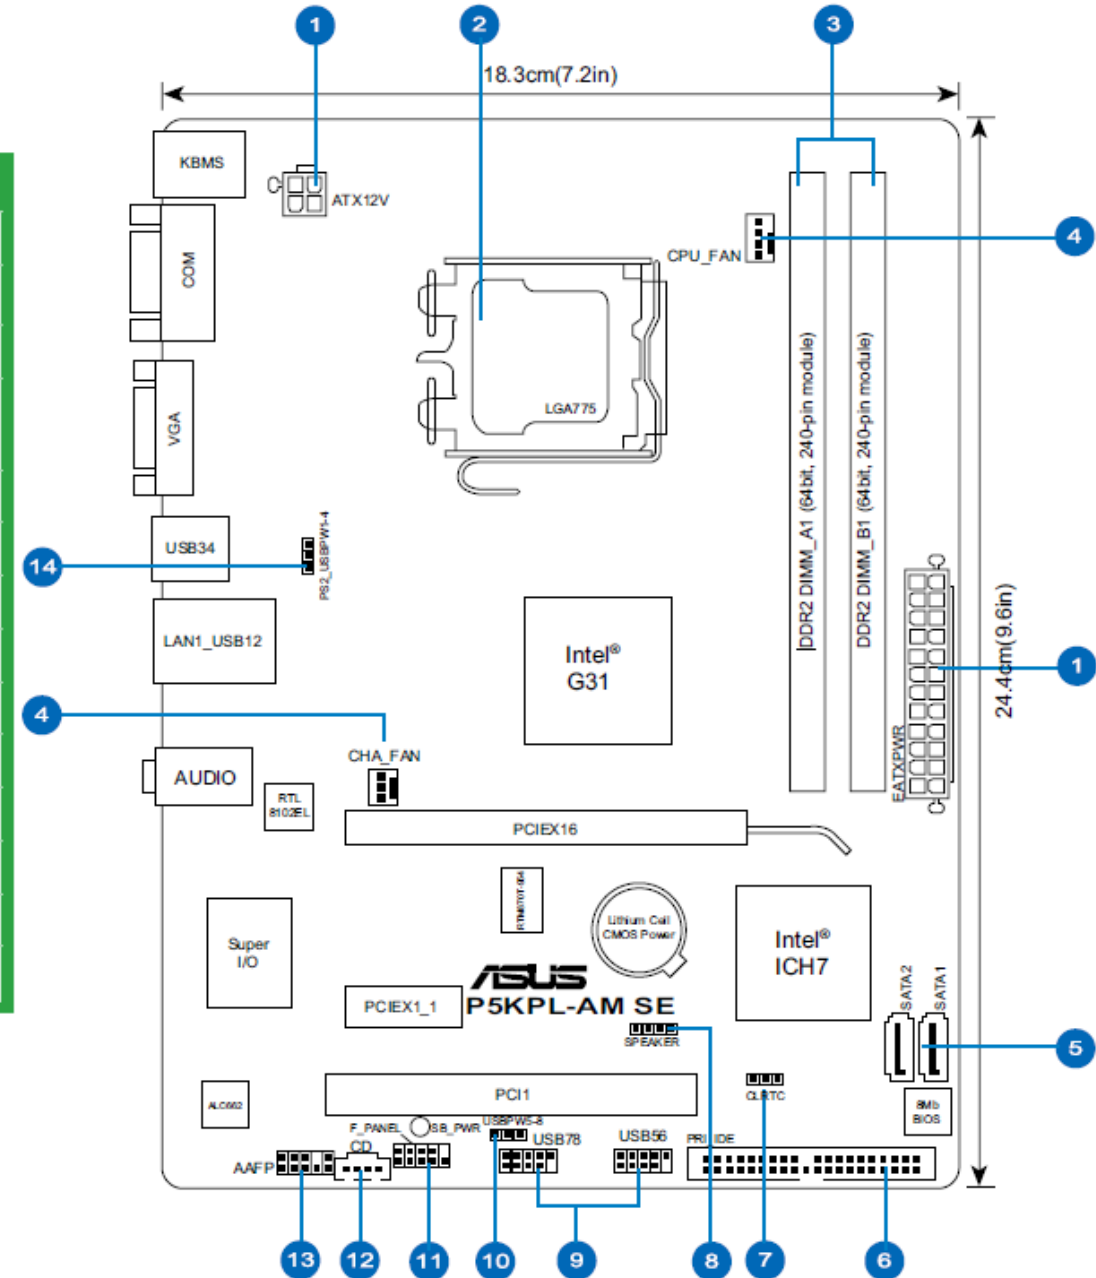 1
2
3
18.3cm(7.2in)
KBMS
ATX12V
COM
CPU_FAN
4
VGA
LGA775
DDR2 DIMM_A1 (64bit, 240-pin module)
DDR2 DIMM_B1 (64bit, 240-pin module)
USB34
14
PS2_USBPW1-4
LAN1_USB12
Intel®
G31
24.4cm(9.6in)
1
4
CHA_FAN
EATXPWR
AUDIO
RTL
8102EL
PCIEX16
Lithium Cell
CMOS Power
Super
I/O
Intel®
ICH7
ASUS
PCIEX1_1
P5KPL-AM SE
SATA2
SATA1
SPEAKER
5
PCI1
CLRTC
ALC662
8Mb
BIOS
F_PANEL
SB_PWR
USBPW5-8
CD
USB78
USB56
PRI_IDE
AAFP
13
12
11
10
9
8
7
6